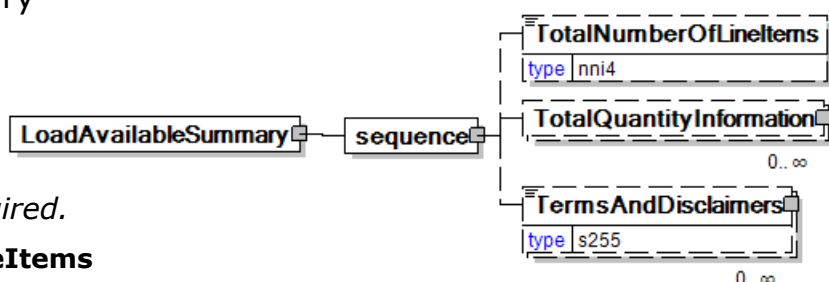 ry
TotalNumberOfLineItems
type nni4
TotalQuantityInformation
0.. ∞
LoadAvailableSummary
sequence
TermsAndDisclaimers
type s255
0.. ∞
ired.
eItems